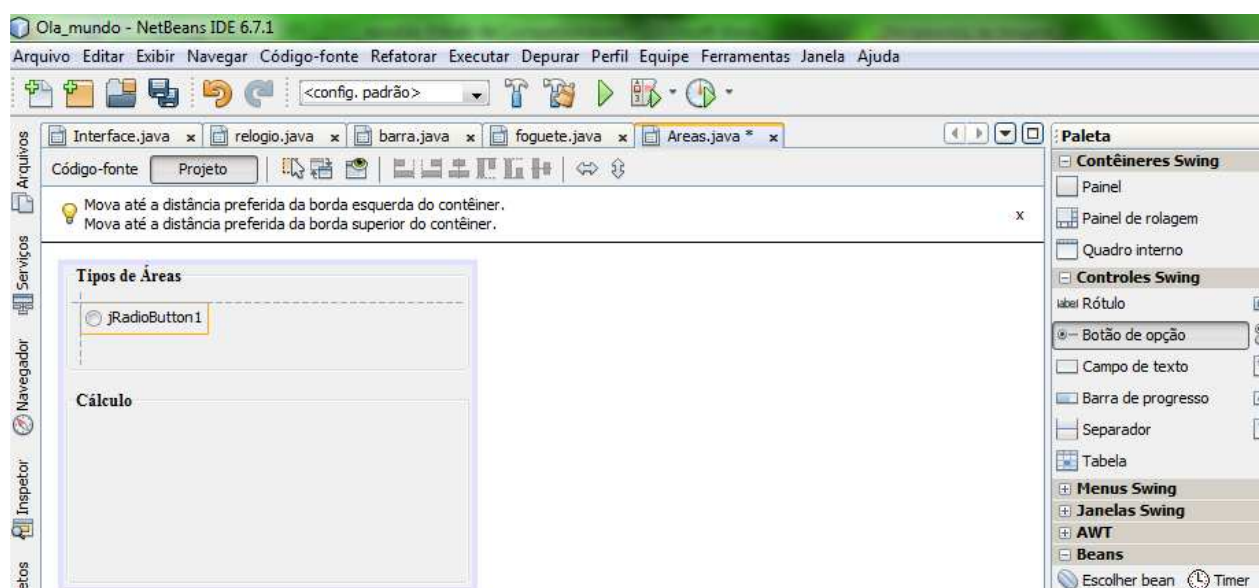 Ola_mundo - NetBeans IDE 6.7.1
Arquivo Editar Exibir Navegar Código-fonte Refatorar Executar Depurar Perfil Equipe Ferramentas Janela Ajuda
<config. padrão>
Interface.java x relogio.java x barra.java x foguete.java x Areas.java * x
Código-fonte Projeto
Mova até a distância preferida da borda esquerda do contêiner.
Mova até a distância preferida da borda superior do contêiner.
x
Arquivos
Serviços
Navegador
Inspetor
etos
Tipos de Áreas
jRadioButton1
Cálculo
Paleta
Contêineres Swing
Painel
Painel de rolagem
Quadro interno
Controles Swing
label Rótulo
Botão de opção
Campo de texto
Barra de progresso
Separador
Tabela
Menus Swing
Janelas Swing
AWT
Beans
Escolher bean Timer